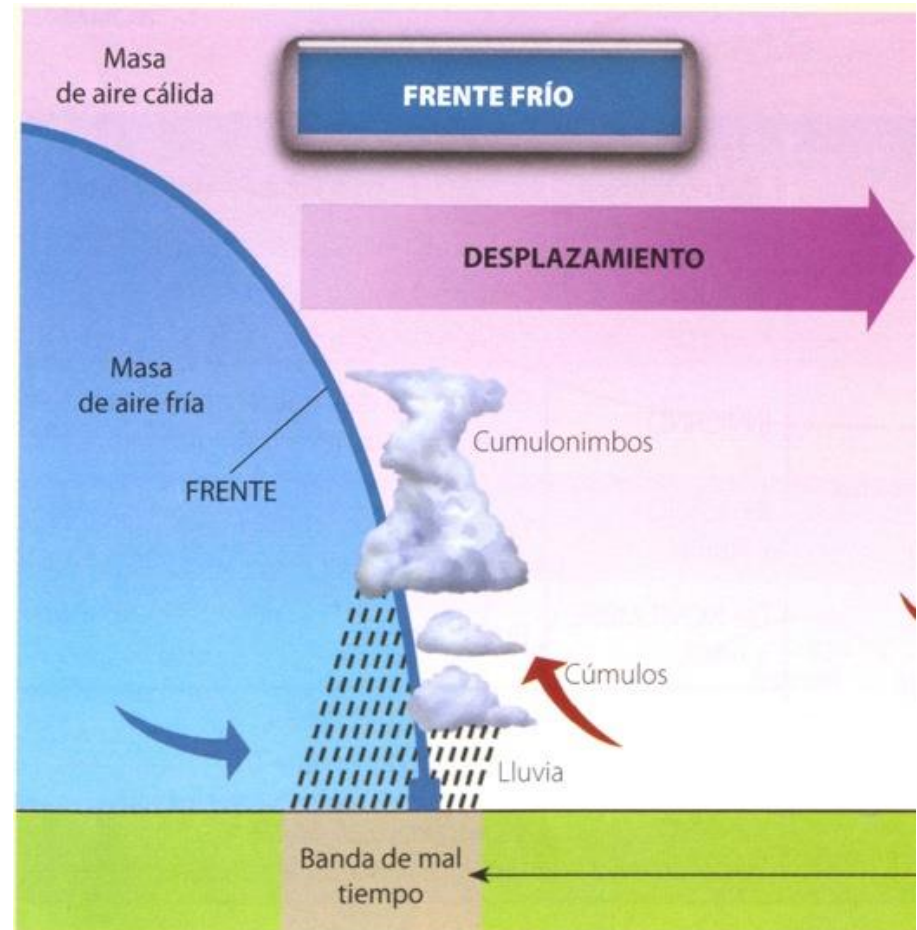 Masa
de aire cálida
FRENTE FRÍO
DESPLAZAMIENTO
Masa
de aire fría
FRENTE
Cumulonimbos
Cúmulos
Lluvia
Banda de mal
tiempo